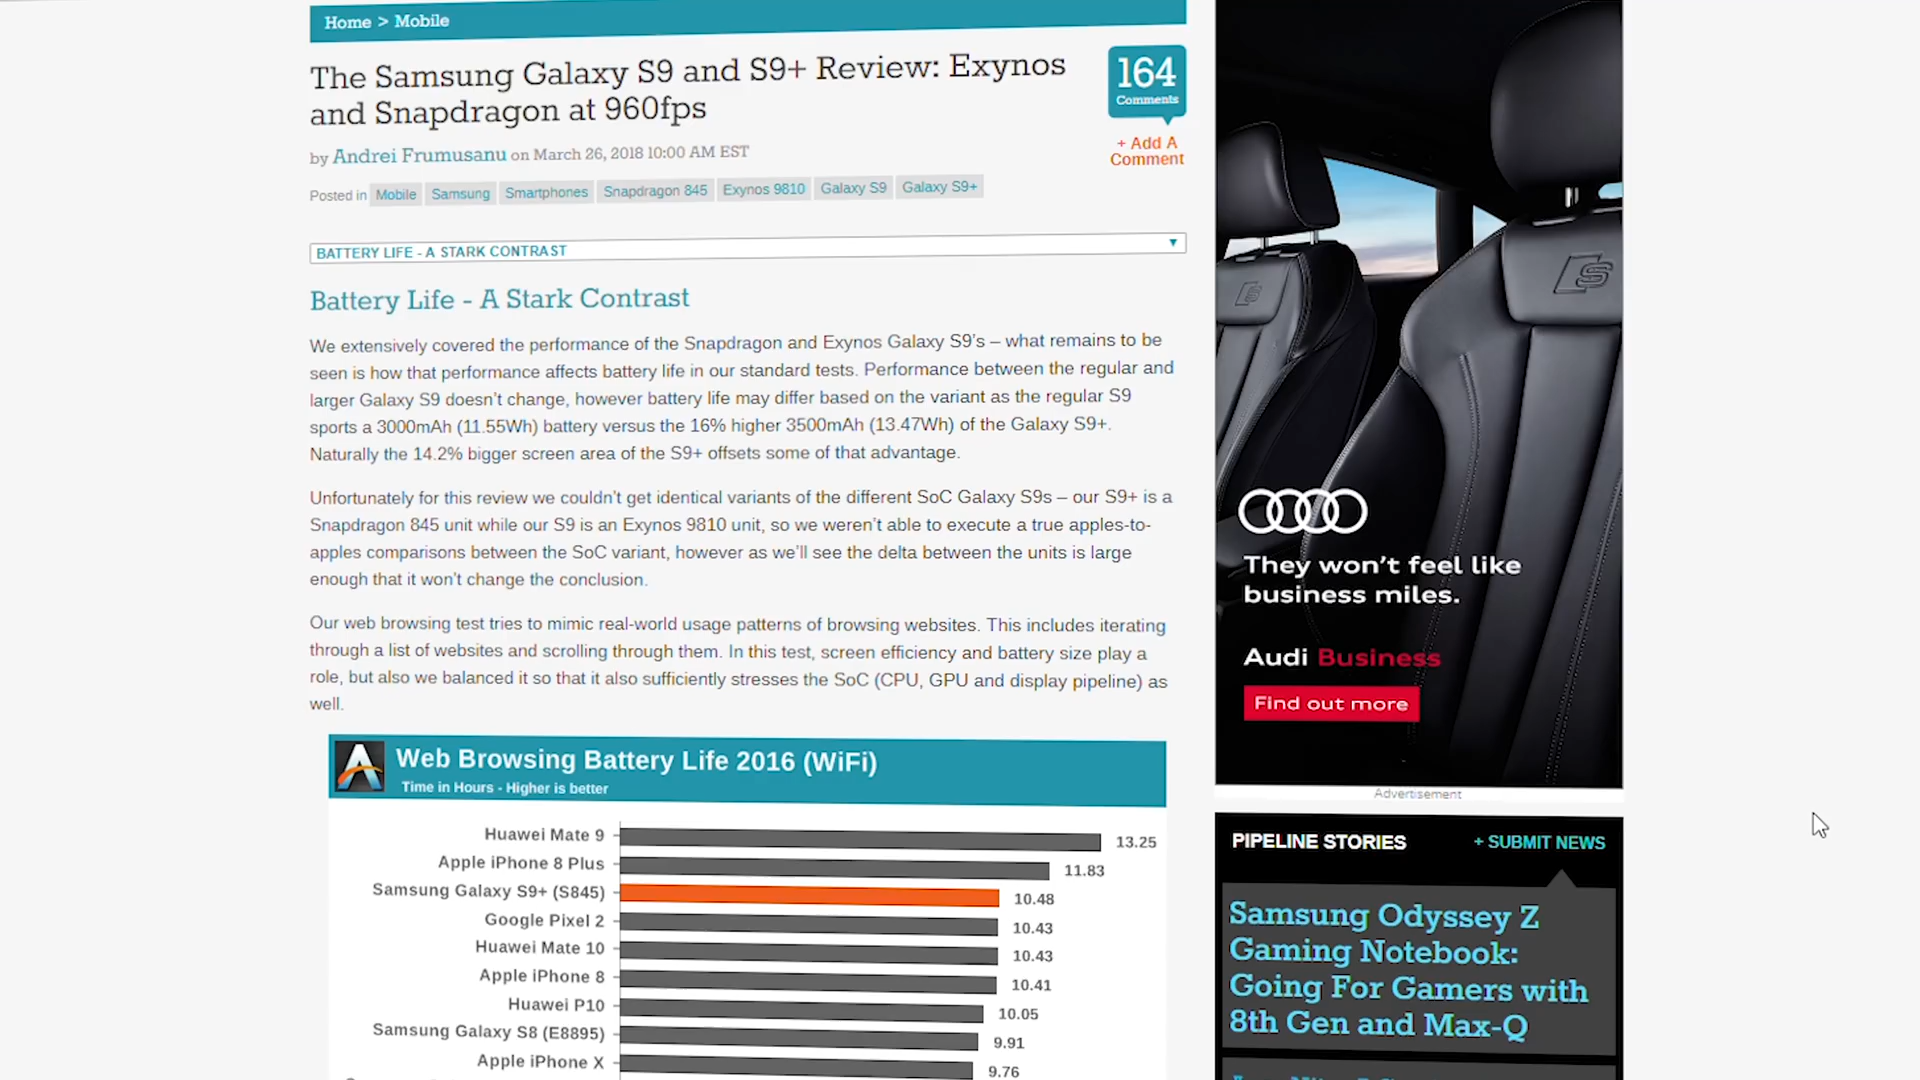 Home > Mobile
The Samsung Galaxy S9 and S9+ Review: Exynos
and Snapdragon at 960fps
164
Comments
+ Add A
Comment
by Andrei Frumusanu on March 26, 2018 10:00 AM EST
Posted in Mobile Samsung Smartphones Snapdragon 845 Exynos 9810 Galaxy S9 Galaxy S9+
BATTERY LIFE - A STARK CONTRAST
Battery Life - A Stark Contrast
We extensively covered the performance of the Snapdragon and Exynos Galaxy S9's – what remains to be
seen is how that performance affects battery life in our standard tests. Performance between the regular and
larger Galaxy S9 doesn't change, however battery life may differ based on the variant as the regular S9
sports a 3000mAh (11.55Wh) battery versus the 16% higher 3500mAh (13.47Wh) of the Galaxy S9+.
Naturally the 14.2% bigger screen area of the S9+ offsets some of that advantage.
Unfortunately for this review we couldn't get identical variants of the different SoC Galaxy S9s – our S9+ is a
Snapdragon 845 unit while our S9 is an Exynos 9810 unit, so we weren't able to execute a true apples-to-
apples comparisons between the SoC variant, however as we'll see the delta between the units is large
enough that it won't change the conclusion.
Our web browsing test tries to mimic real-world usage patterns of browsing websites. This includes iterating
through a list of websites and scrolling through them. In this test, screen efficiency and battery size play a
role, but also we balanced it so that it also sufficiently stresses the SoC (CPU, GPU and display pipeline) as
well.
Web Browsing Battery Life 2016 (WiFi)
Time in Hours - Higher is better
Huawei Mate 9 13.25
Apple iPhone 8 Plus 11.83
Samsung Galaxy S9+ (S845) 10.48
Google Pixel 2 10.43
Huawei Mate 10 10.43
Apple iPhone 8 10.41
Huawei P10 10.05
Samsung Galaxy S8 (E8895) 9.91
Apple iPhone X 9.76
S
S
They won't feel like
business miles.
Audi Business
Find out more
Advertisement
PIPELINE STORIES + SUBMIT NEWS
Samsung Odyssey Z
Gaming Notebook:
Going For Gamers with
8th Gen and Max-Q